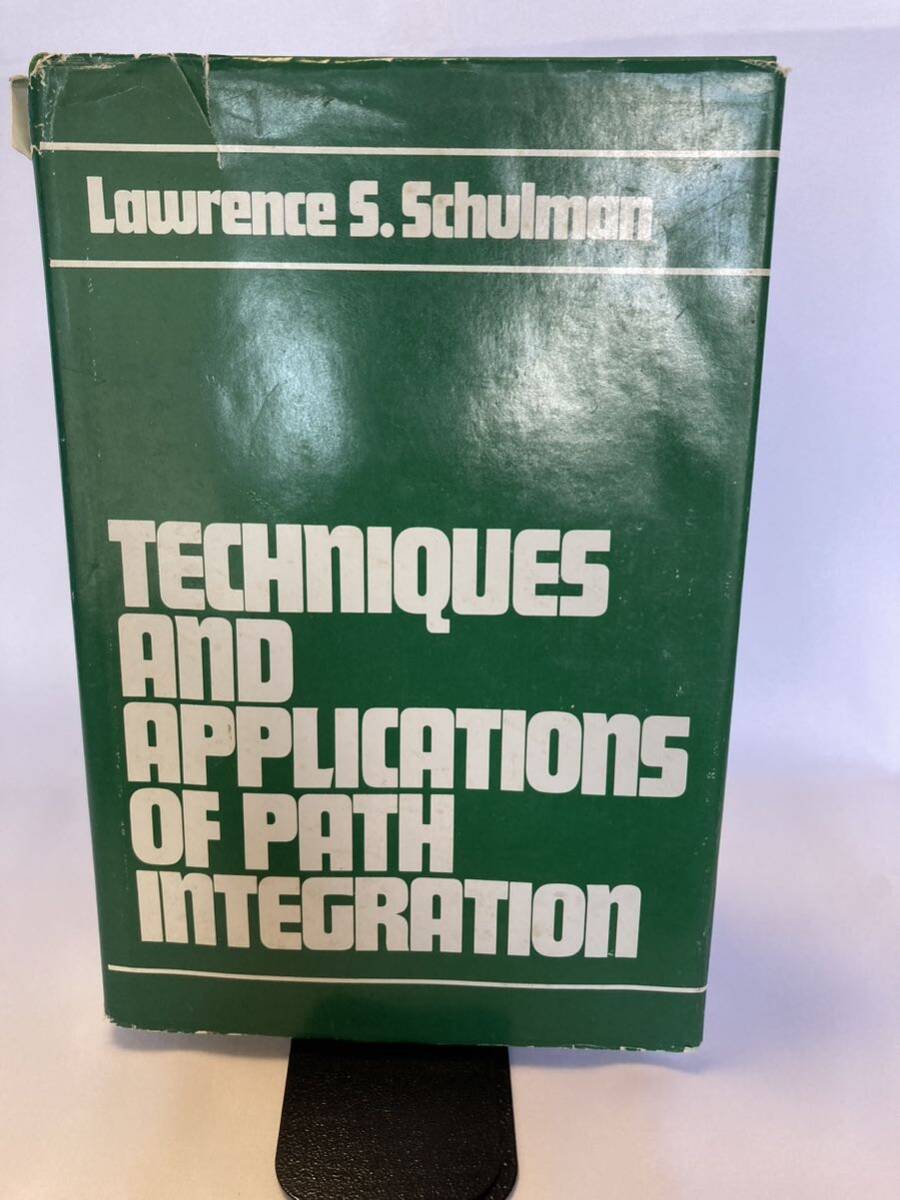 Lawrence S. Schulman
TECHNIQUES
AND
APPLICATIONS
OF PATH
INTEGRATION